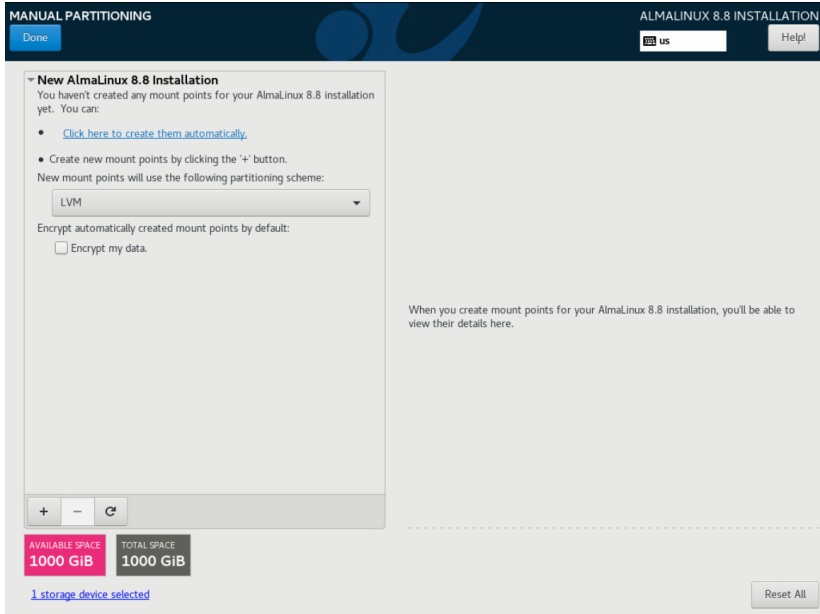 MANUAL PARTITIONING
ALMALINUX 8.8 INSTALLATION
Done
us
Help!
New AlmaLinux 8.8 Installation
You haven't created any mount points for your AlmaLinux 8.8 installation
yet. You can:
• Click here to create them automatically.
• Create new mount points by clicking the '+' button.
New mount points will use the following partitioning scheme:
LVM
Encrypt automatically created mount points by default:
Encrypt my data.
When you create mount points for your AlmaLinux 8.8 installation, you'll be able to
view their details here.
+ −
AVAILABLE SPACE
1000 GiB
TOTAL SPACE
1000 GiB
1 storage device selected
Reset All